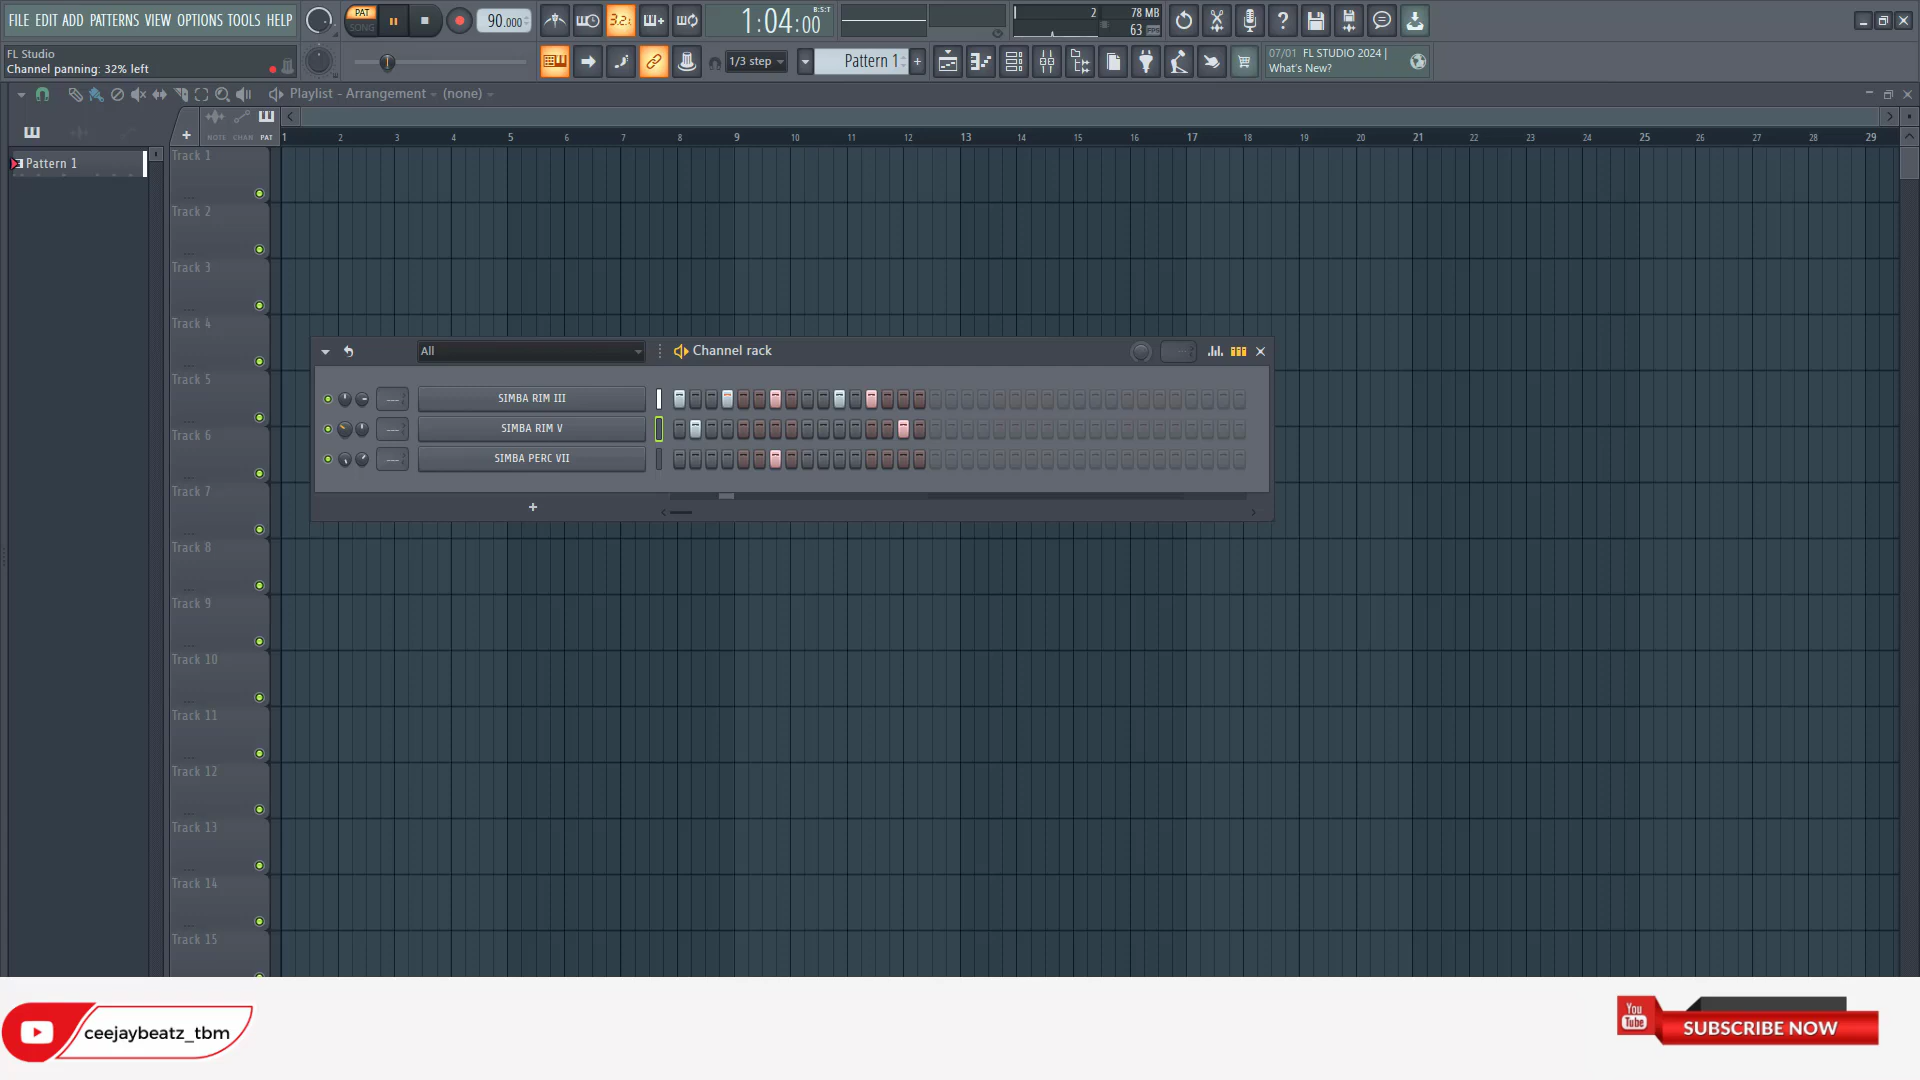 FILE EDIT ADD PATTERNS VIEW OPTIONS TOOLS HELP
PAT
SONG
90.000
3.2.
1:04:00
B:S:T
2
78 MB
63
FL Studio
Channel panning: 32% left
1/3 step
Pattern 1
07/01 FL STUDIO 2024 |
What's New?
Playlist - Arrangement
(none)
NOTE CHAN PAT
1 2 3 4 5 6 7 8 9 10 11 12 13 14 15 16 17 18 19 20 21 22 23 24 25 26 27 28 29
Pattern 1
Track 1
Track 2
Track 3
Track 4
Track 5
Track 6
Track 7
Track 8
Track 9
Track 10
Track 11
Track 12
Track 13
Track 14
Track 15
All
Channel rack
SIMBA RIM III
SIMBA RIM V
SIMBA PERC VII
ceejaybeatz_tbm
You
Tube
SUBSCRIBE NOW